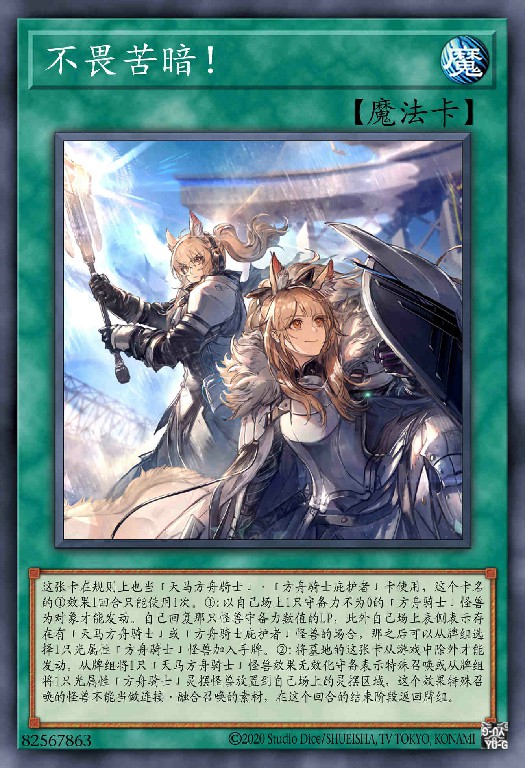 不畏苦暗!
魔
【魔法卡】
这张卡在规则上也当「天马方舟骑士」·「方舟骑士庇护者」卡使用，这个卡名
的①效果1回合只能使用1次。①:以自己场上1只守备力不为0的「方舟骑士」怪兽
为对象才能发动。自己回复那只怪兽守备力数值的LP，此外自己场上表侧表示存
在有「天马方舟骑士」或「方舟骑士庇护者」怪兽的场合，那之后可以从牌组选
择1只光属性「方舟骑士」怪兽加入手牌。②:将墓地的这张卡从游戏中除外才能
发动，从牌组将1只「天马方舟骑士」怪兽效果无效化守备表示特殊召唤或从牌组
将1只光属性「方舟骑士」灵摆怪兽放置到自己场上的灵摆区域，这个效果特殊召
唤的怪兽不能当做连接·融合召唤的素材，在这个回合的结束阶段返回牌组。
82567863
©2020 Studio Dice/SHUEISHA, TV TOKYO, KONAMI